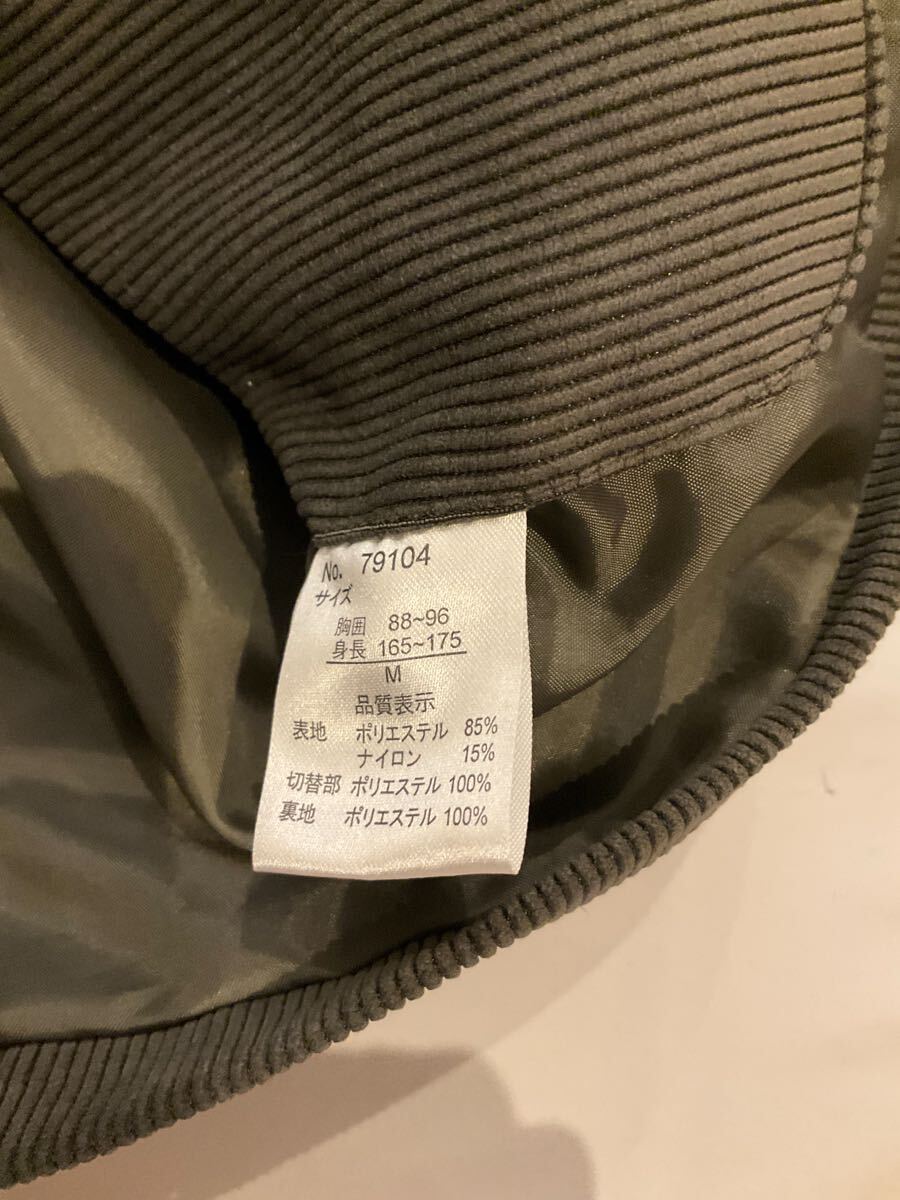 No. 79104
サイズ
胸囲 88~96
身長 165~175
M
品質表示
表地 ポリエステル 85%
ナイロン 15%
切替部 ポリエステル 100%
裏地 ポリエステル 100%